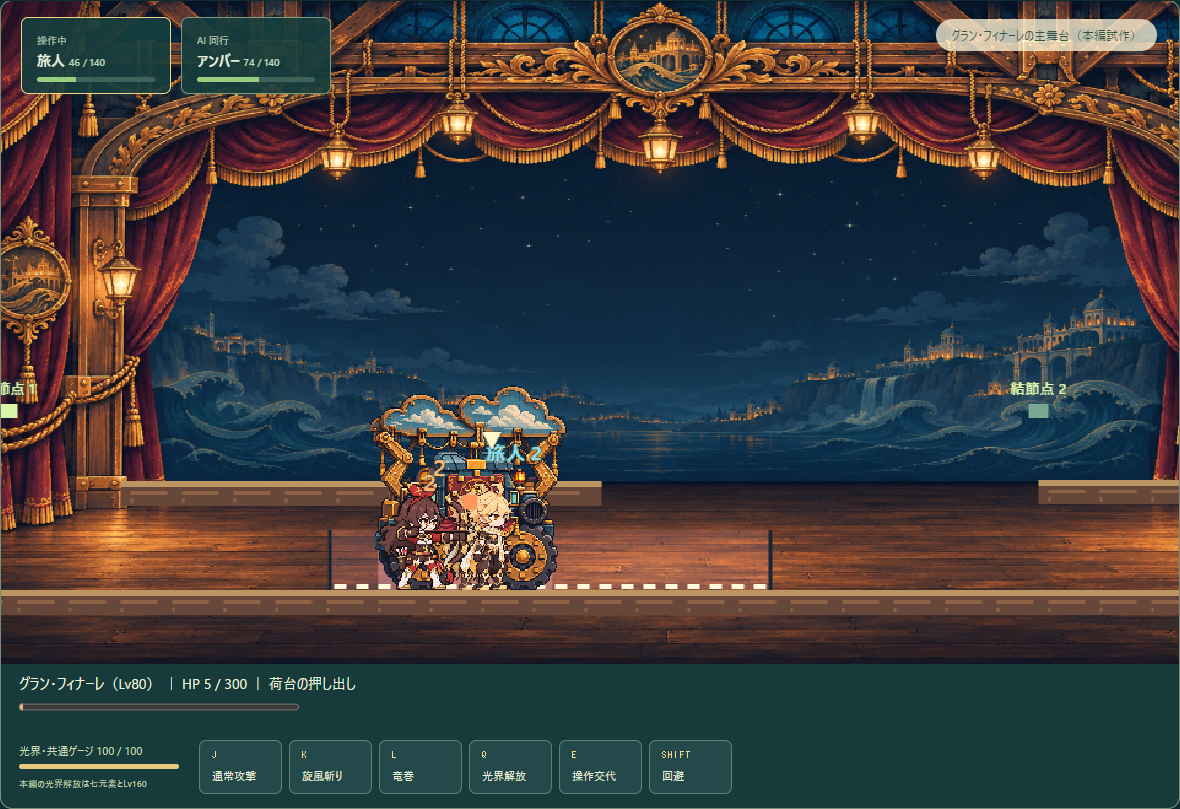 操作中
旅人 46 / 140
AI 同行
アンバー 74 / 140
グラン・フィナーレの主舞台（本編試作）
節点 1
結節点 2
旅人 2
2
2
グラン・フィナーレ（Lv80） | HP 5 / 300 | 荷台の押し出し
光界・共通ゲージ 100 / 100
本編の光界解放は七元素とLv160
J
通常攻撃
K
旋風斬り
L
竜巻
Q
光界解放
E
操作交代
SHIFT
回避